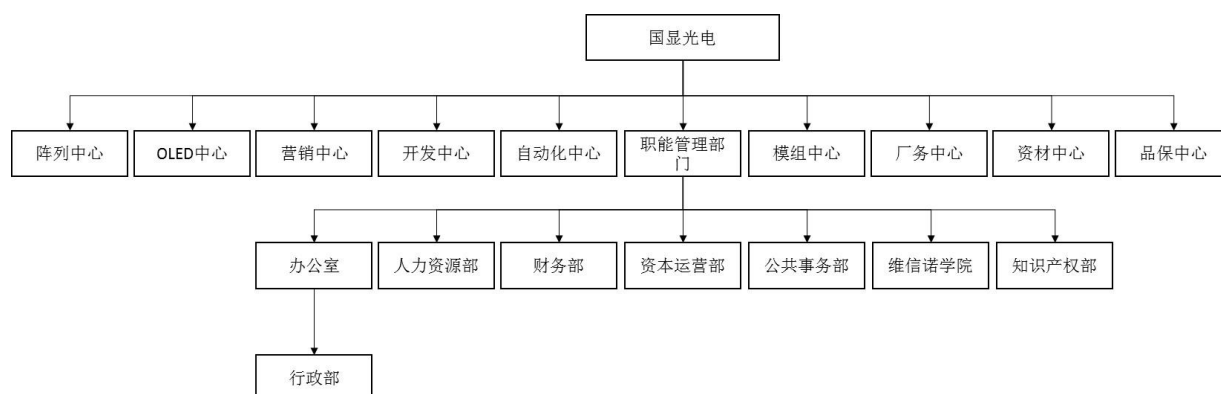 国显光电
阵列中心
OLED中心
营销中心
开发中心
自动化中心
职能管理部
门
模组中心
厂务中心
资材中心
品保中心
办公室
人力资源部
财务部
资本运营部
公共事务部
维信诺学院
知识产权部
行政部